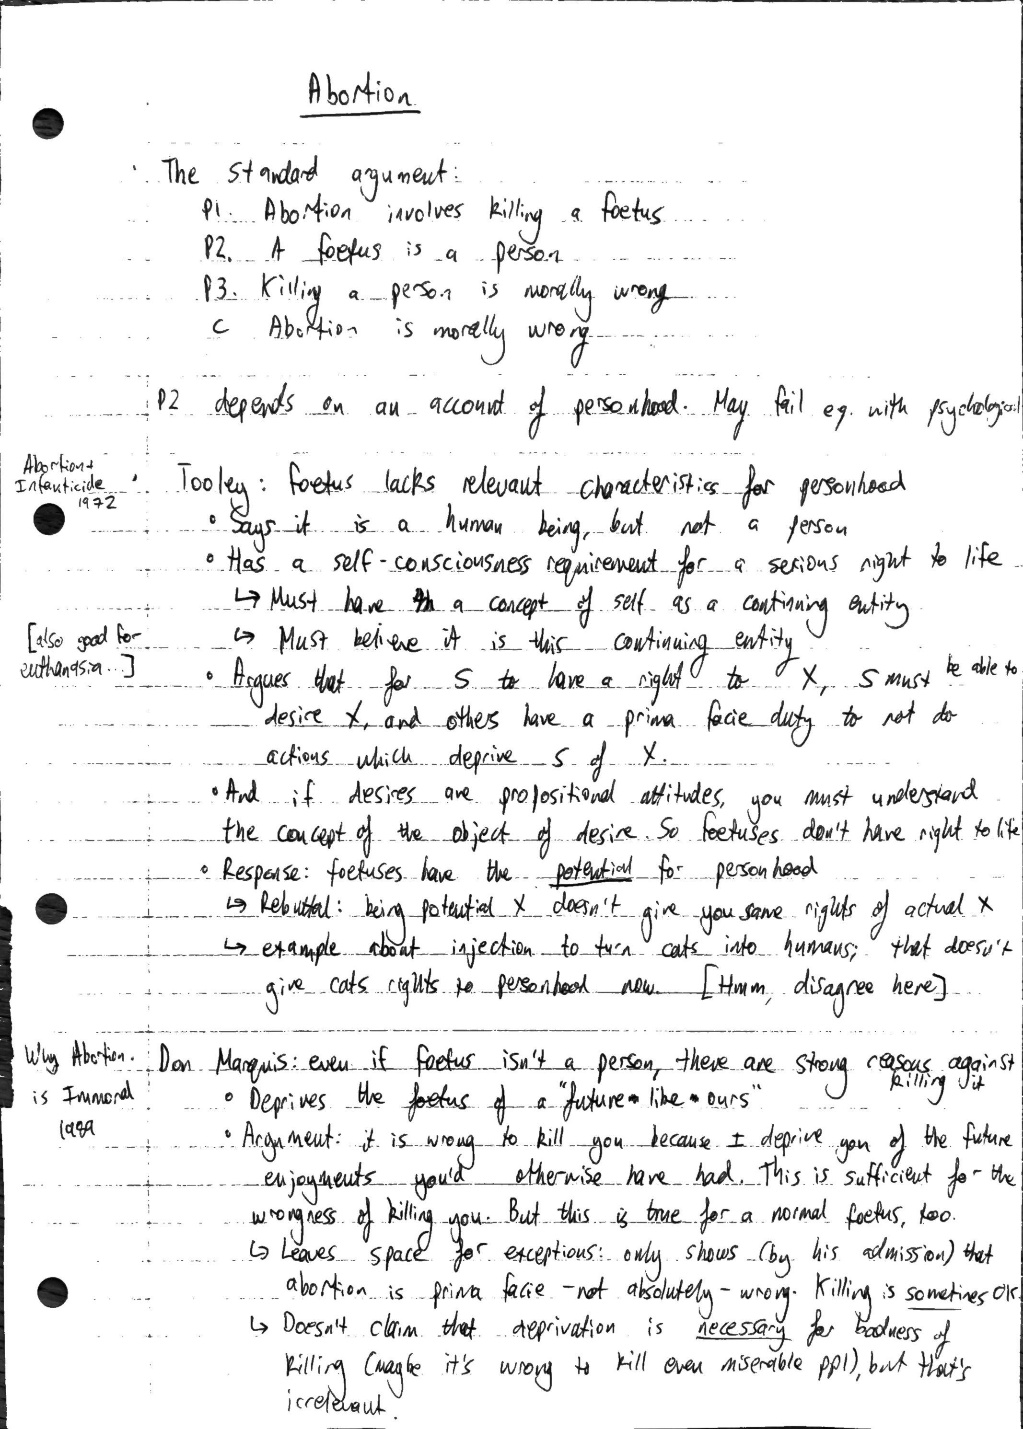 Abortion
The standard argument:
P1. Abortion involves killing a foetus
P2. A foetus is a person
P3. Killing a person is morally wrong
C Abortion is morally wrong
P2 depends on an account of personhood. May fail eg. with psychological
Abortion +
Infanticide
1972
Tooley: foetus lacks relevant characteristics for personhood
• Says it is a human being, but not a person
• Has a self-consciousness requirement for a serious right to life
↳ Must have a concept of self as a continuing entity
↳ Must believe it is this continuing entity
[also good for
euthanasia...]
• Argues that for S to have a right to X, S must be able to
desire X, and others have a prima facie duty to not do
actions which deprive S of X.
• And if desires are propositional attitudes, you must understand
the concept of the object of desire. So foetuses don't have right to life
• Response: foetuses have the potential for personhood
↳ Rebuttal: being potential X doesn't give you same rights of actual X
↳ example about injection to turn cats into humans; that doesn't
give cats rights to personhood now. [Hmm, disagree here]
Why Abortion
is Immoral
1989
Don Marquis: even if foetus isn't a person, there are strong reasons against
killing it
• Deprives the foetus of a "future-like-ours"
• Argument: it is wrong to kill you because I deprive you of the future
enjoyments you'd otherwise have had. This is sufficient for the
wrongness of killing you. But this is true for a normal foetus, too.
↳ Leaves space for exceptions: only shows (by his admission) that
abortion is prima facie - not absolutely - wrong. Killing is sometimes OK.
↳ Doesn't claim that deprivation is necessary for badness of
killing (maybe it's wrong to kill even miserable ppl), but that's
irrelevant.